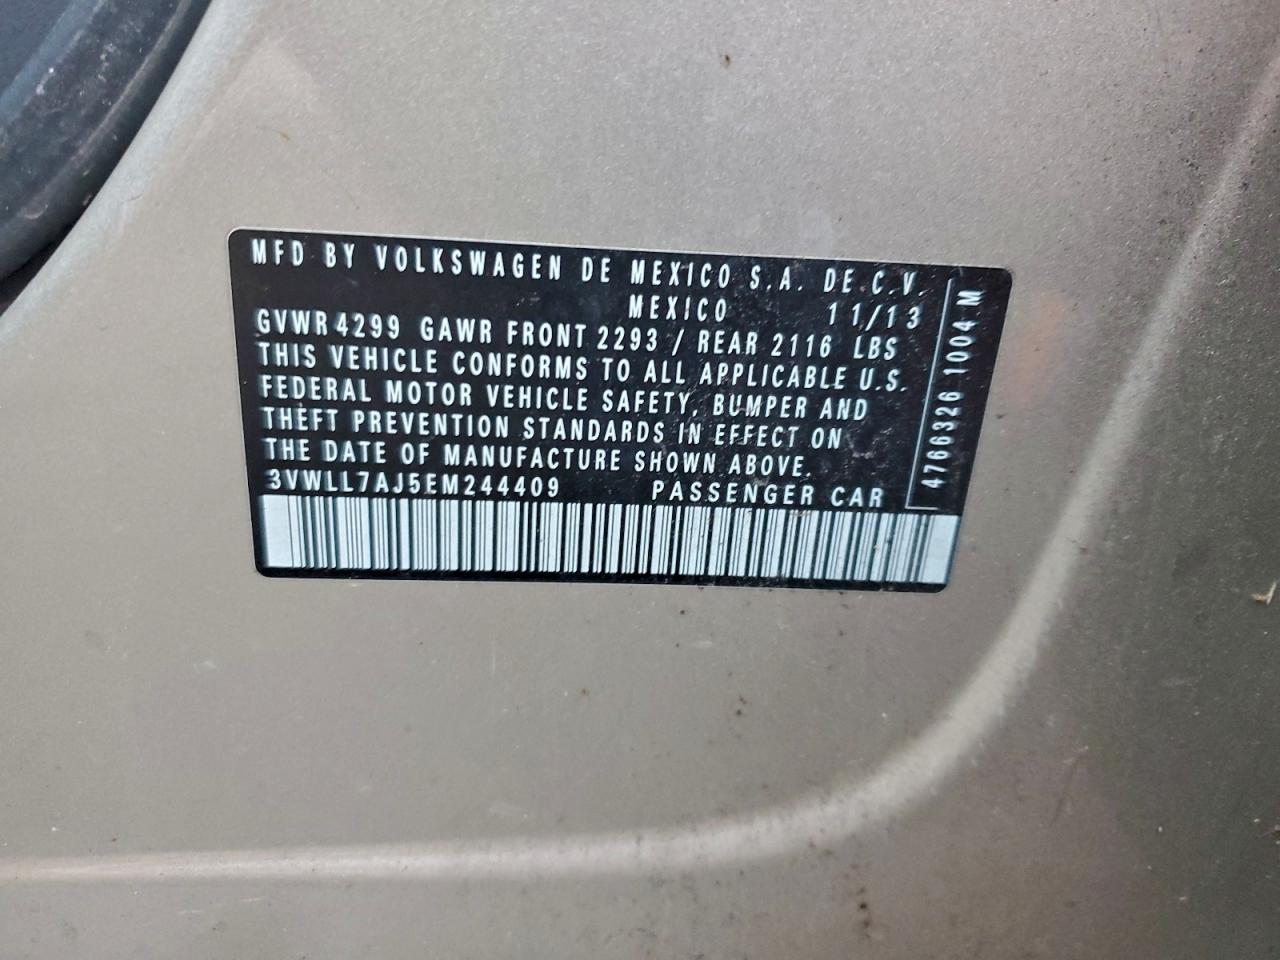 MFD BY VOLKSWAGEN DE MEXICO S.A. DE C.V.
MEXICO 11/13
GVWR 4299 GAWR FRONT 2293 / REAR 2116 LBS
THIS VEHICLE CONFORMS TO ALL APPLICABLE U.S.
FEDERAL MOTOR VEHICLE SAFETY, BUMPER AND
THEFT PREVENTION STANDARDS IN EFFECT ON
THE DATE OF MANUFACTURE SHOWN ABOVE.
3VWLL7AJ5EM244409 PASSENGER CAR
4766326 1004 M